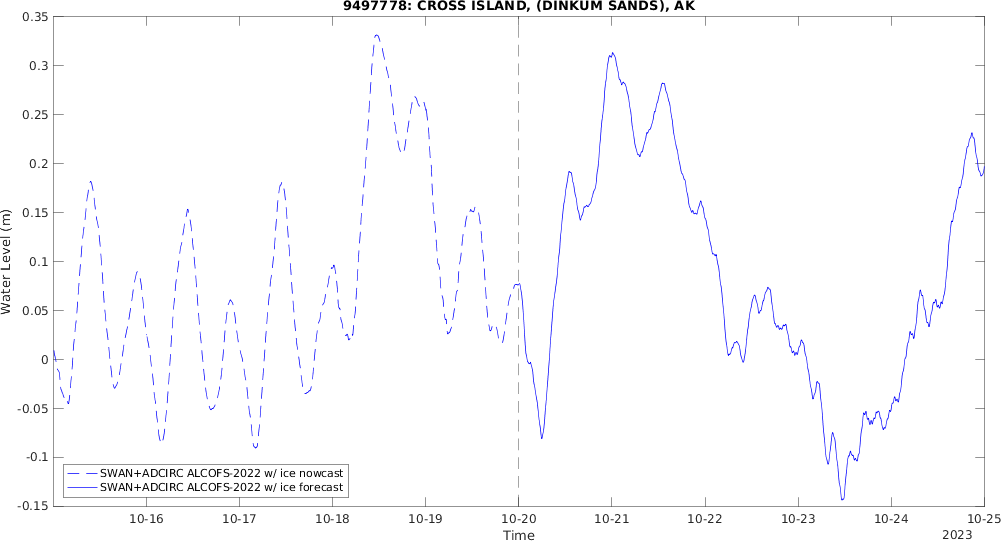 9497778: CROSS ISLAND, (DINKUM SANDS), AK
0.35
0.3
0.25
0.2
0.15
0.1
0.05
0
-0.05
-0.1
-0.15
Water Level (m)
SWAN+ADCIRC ALCOFS-2022 w/ ice nowcast
SWAN+ADCIRC ALCOFS-2022 w/ ice forecast
10-16 10-17 10-18 10-19 10-20 10-21 10-22 10-23 10-24 10-25
Time
2023